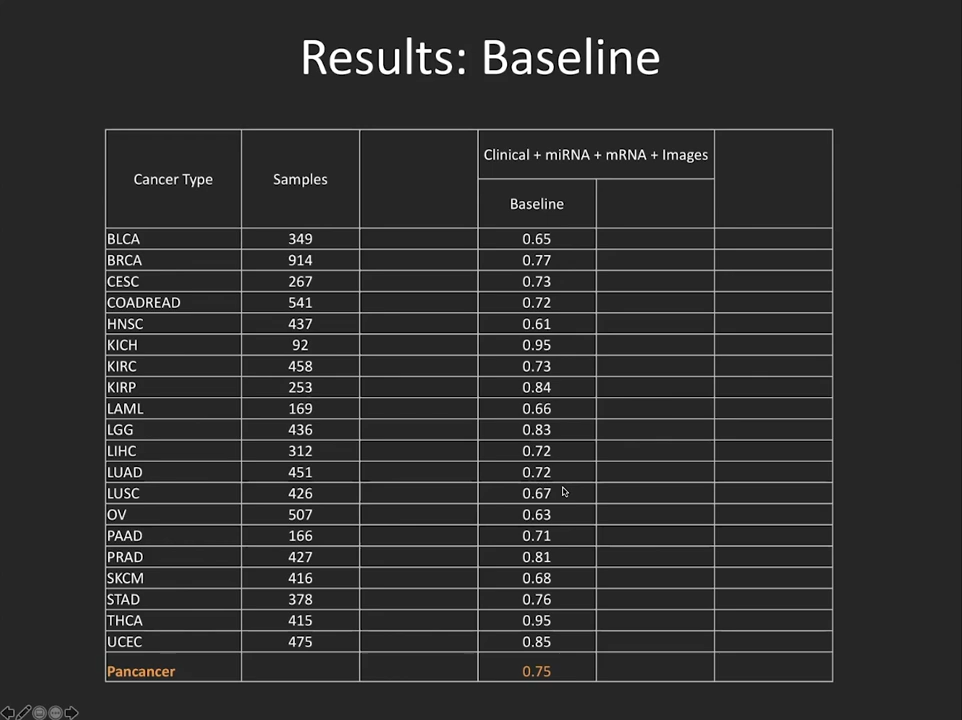 Results: Baseline
Clinical + miRNA + mRNA + Images
Cancer Type Samples
Baseline
BLCA 349 0.65
BRCA 914 0.77
CESC 267 0.73
COADREAD 541 0.72
HNSC 437 0.61
KICH 92 0.95
KIRC 458 0.73
KIRP 253 0.84
LAML 169 0.66
LGG 436 0.83
LIHC 312 0.72
LUAD 451 0.72
LUSC 426 0.67
OV 507 0.63
PAAD 166 0.71
PRAD 427 0.81
SKCM 416 0.68
STAD 378 0.76
THCA 415 0.95
UCEC 475 0.85
Pancancer 0.75